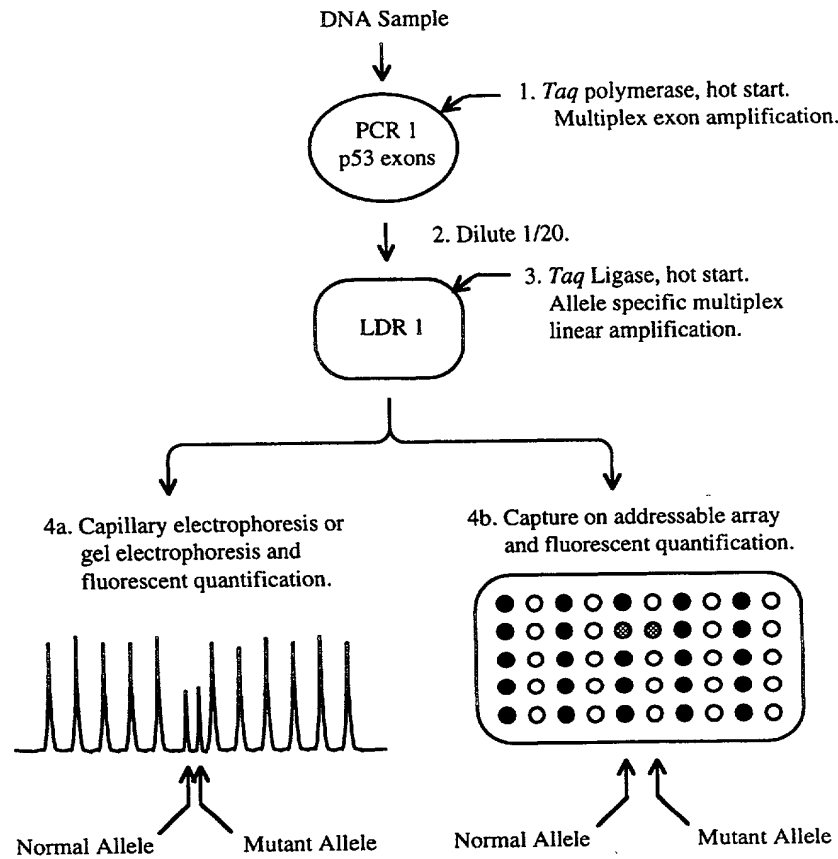 DNA Sample
1. Taq polymerase, hot start.
Multiplex exon amplification.
PCR 1
p53 exons
2. Dilute 1/20.
3. Taq Ligase, hot start.
Allele specific multiplex
linear amplification.
LDR 1
4a. Capillary electrophoresis or
gel electrophoresis and
fluorescent quantification.
4b. Capture on addressable array
and fluorescent quantification.
Normal Allele
Mutant Allele
Normal Allele
Mutant Allele